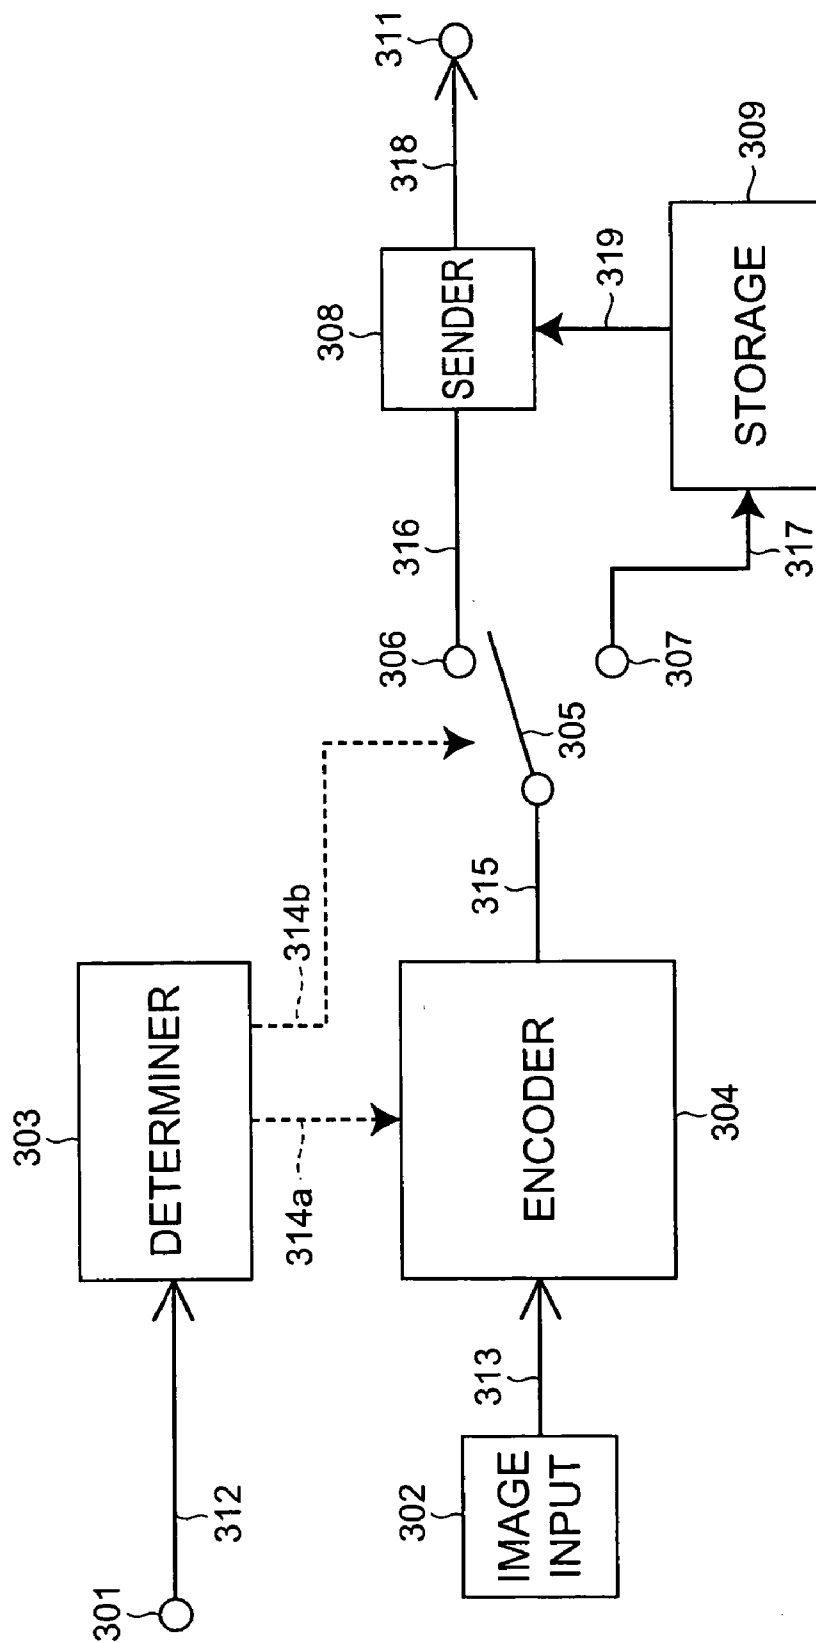 301
312
303
DETERMINER
314a
314b
302
IMAGE
INPUT
313
ENCODER
304
315
305
306
307
316
317
308
SENDER
318
311
319
STORAGE
309